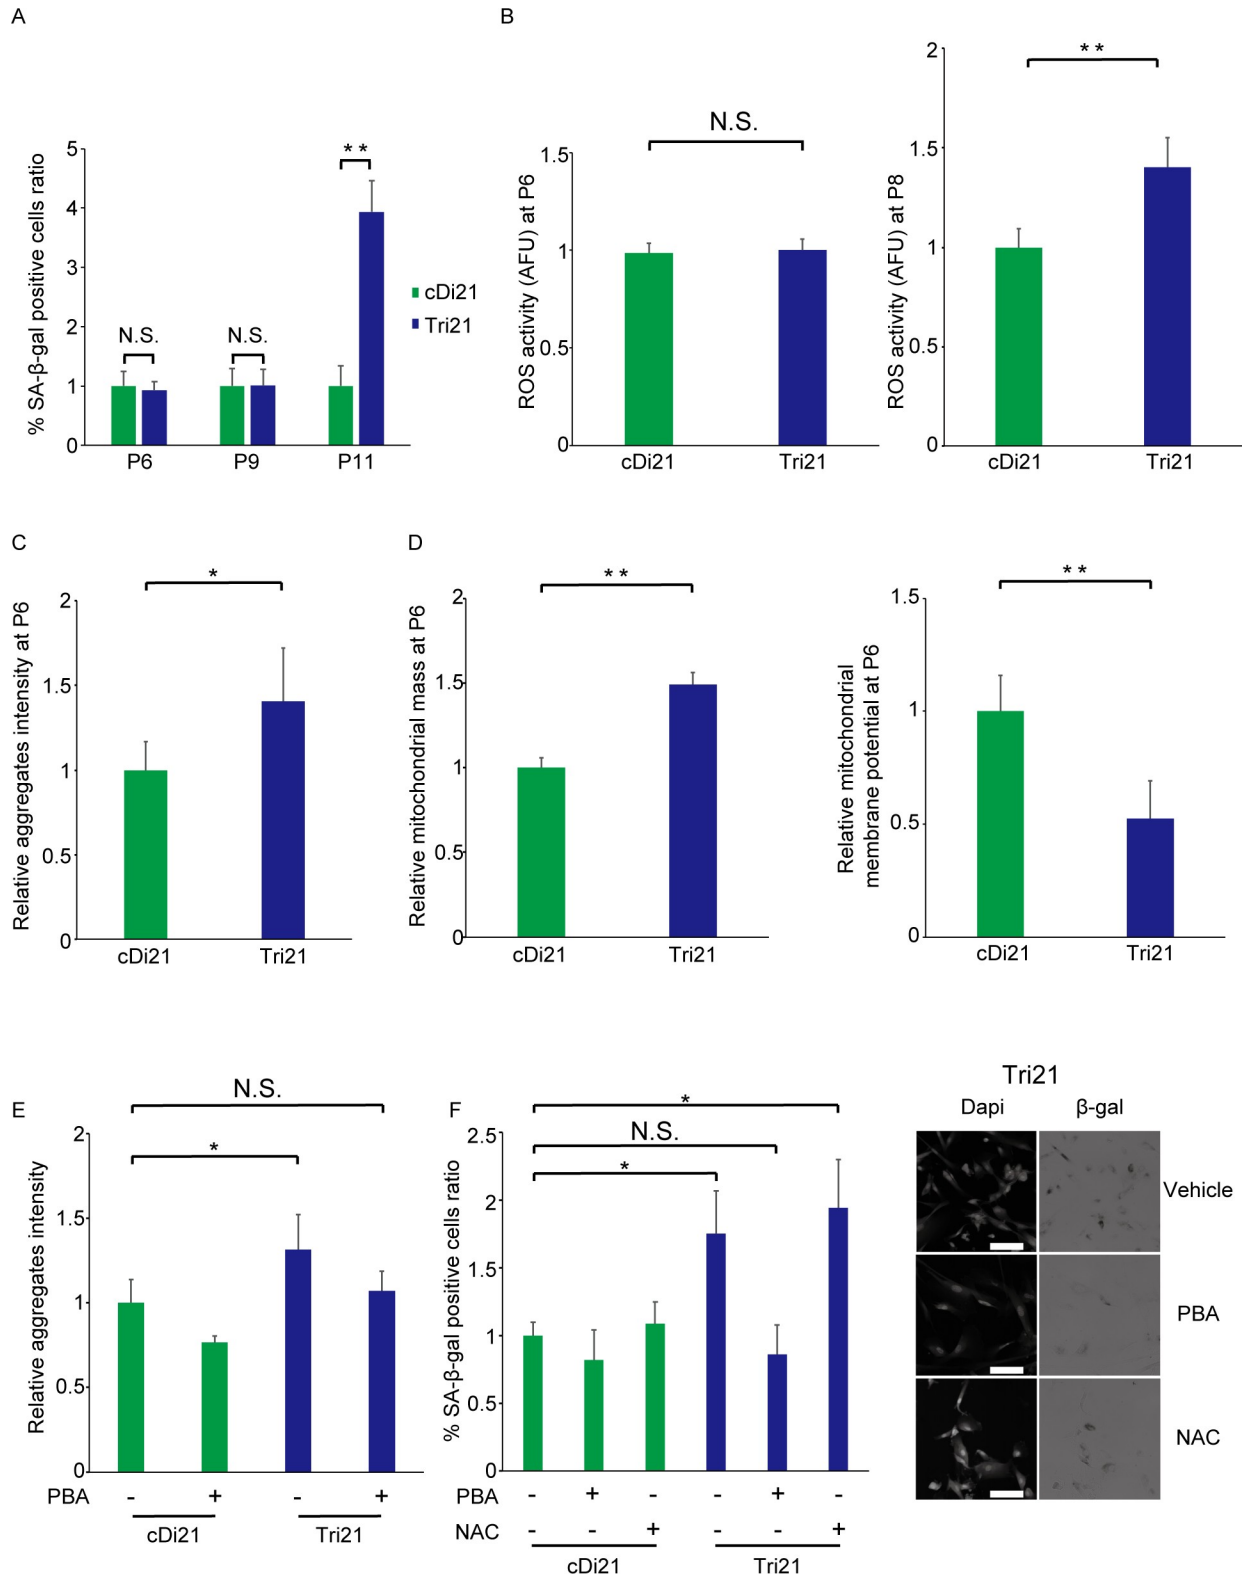 A
B
% SA-β-gal positive cells ratio
5
4
3
2
1
0
N.S.
N.S.
* *
P6
P9
P11
cDi21
Tri21
ROS activity (AFU) at P6
1.5
1
0.5
0
N.S.
cDi21
Tri21
ROS activity (AFU) at P8
2
1.5
1
0.5
0
* *
cDi21
Tri21
C
D
Relative aggregates intensity at P6
2
1.5
1
0.5
0
*
cDi21
Tri21
Relative mitochondrial mass at P6
2
1.5
1
0.5
0
* *
cDi21
Tri21
Relative mitochondrial
membrane potential at P6
1.5
1
0.5
0
* *
cDi21
Tri21
E
Relative aggregates intensity
2
1.5
1
0.5
0
N.S.
*
PBA - + - +
cDi21 Tri21
F
% SA-β-gal positive cells ratio
2.5
2
1.5
1
0.5
0
*
N.S.
*
PBA - + - - + -
NAC - - + - - +
cDi21 Tri21
Tri21
Dapi β-gal
Vehicle
PBA
NAC